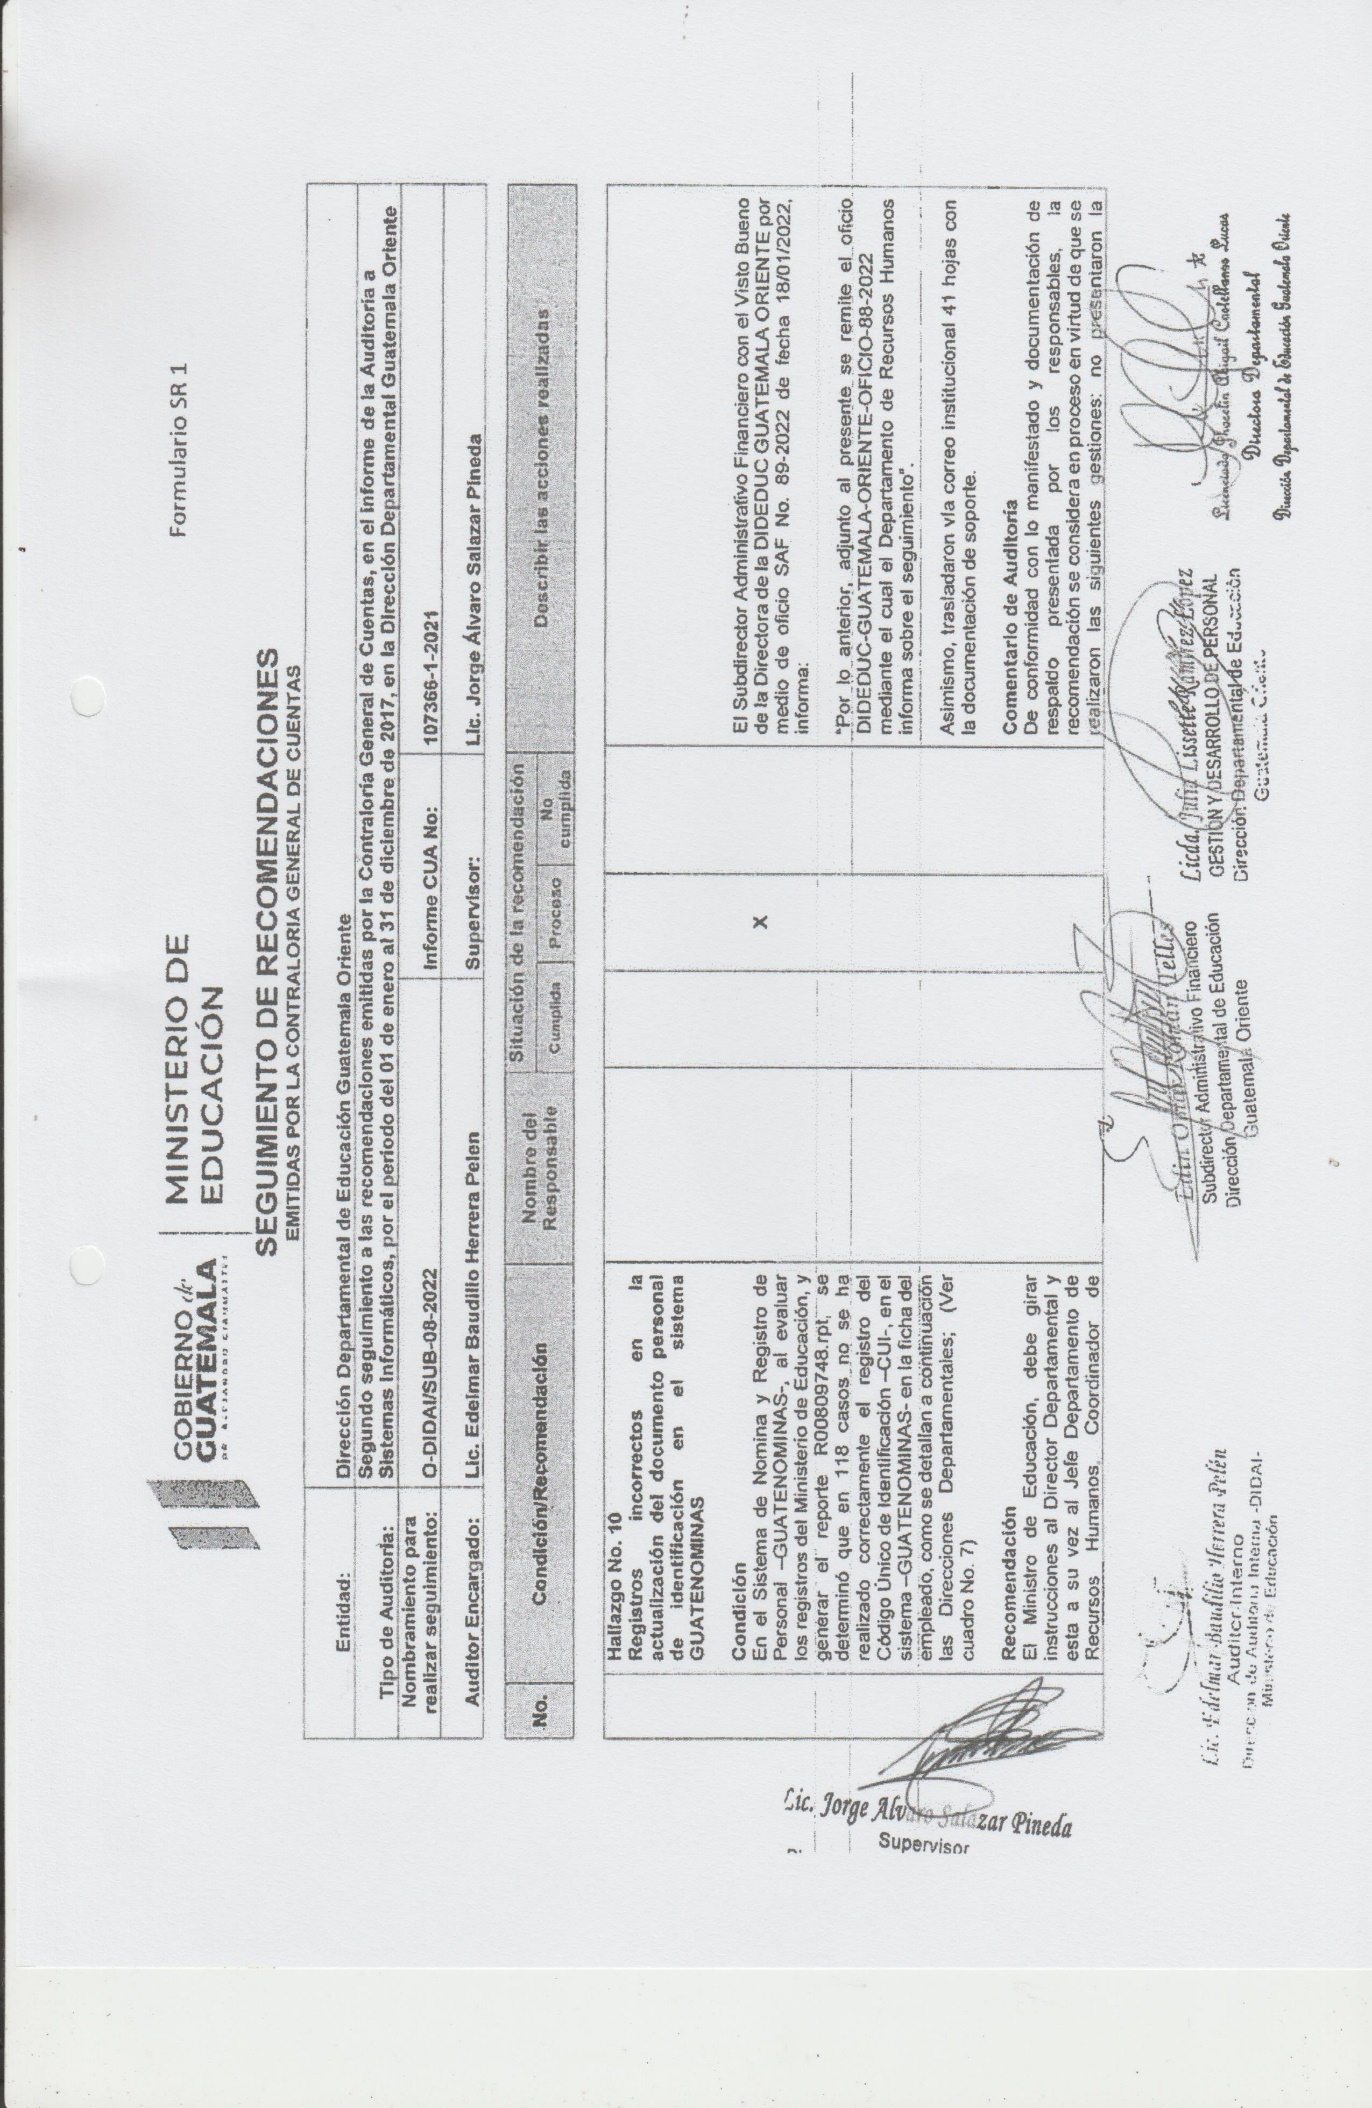 Formulario SR 1
GOBIERNO de
GUATEMALA
MINISTERIO DE
EDUCACIÓN
SEGUIMIENTO DE RECOMENDACIONES
EMITIDAS POR LA CONTRALORIA GENERAL DE CUENTAS
Entidad: Dirección Departamental de Educación Guatemala Oriente
Tipo de Auditoría: Segundo seguimiento a las recomendaciones emitidas por la Contraloría General de Cuentas, en el informe de la Auditoría a
Sistemas Informáticos, por el periodo del 01 de enero al 31 de diciembre de 2017, en la Dirección Departamental Guatemala Oriente
Nombramiento para
realizar seguimiento: O-DIDAI/SUB-08-2022 Informe CUA No: 107366-1-2021
Auditor Encargado: Lic. Edelmar Baudilio Herrera Pelen Supervisor: Lic. Jorge Álvaro Salazar Pineda
No. Condición/Recomendación
Nombre del
Responsable
Situación de la recomendación
Cumplida Proceso No
cumplida
Describir las acciones realizadas
Hallazgo No. 10
Registros incorrectos en la
actualización del documento personal
de identificación en el sistema
GUATENOMINAS
Condición
En el Sistema de Nomina y Registro de
Personal –GUATENOMINAS-, al evaluar
los registros del Ministerio de Educación, y
generar el reporte R00809748.rpt, se
determinó que en 118 casos no se ha
realizado correctamente el registro del
Código Único de Identificación –CUI-, en el
sistema –GUATENOMINAS- en la ficha del
empleado, como se detallan a continuación
las Direcciones Departamentales; (Ver
cuadro No. 7)
Recomendación
El Ministro de Educación, debe girar
instrucciones al Director Departamental y
esta a su vez al Jefe Departamento de
Recursos Humanos, Coordinador de
X
El Subdirector Administrativo Financiero con el Visto Bueno
de la Directora de la DIDEDUC GUATEMALA ORIENTE por
medio de oficio SAF No. 89-2022 de fecha 18/01/2022,
informa:
"Por lo anterior, adjunto al presente se remite el oficio
DIDEDUC-GUATEMALA-ORIENTE-OFICIO-88-2022
mediante el cual el Departamento de Recursos Humanos
informa sobre el seguimiento".
Asimismo, trasladaron vía correo institucional 41 hojas con
la documentación de soporte.
Comentario de Auditoría
De conformidad con lo manifestado y documentación de
respaldo presentada por los responsables, la
recomendación se considera en proceso en virtud de que se
realizaron las siguientes gestiones: no presentaron la
Lic. Jorge Alvaro Salazar Pineda
Supervisor
Lic. Edelmar Baudilio Herrera Pelén
Auditor Interno
Dirección de Auditoría Interna -DIDAI-
Ministerio de Educación
Subdirector Administrativo Financiero
Dirección Departamental de Educación
Guatemala Oriente
Licda. Julia Lissette Ramírez López
GESTIÓN Y DESARROLLO DE PERSONAL
Dirección Departamental de Educación
Guatemala Oriente
Licenciada Castellanos Lucas
Directora Departamental
Dirección Departamental de Educación Guatemala Oriente